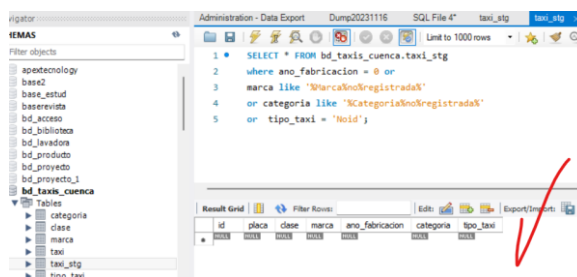 vigator
Administration - Data Export
Dump20231116
SQL File 4*
taxi_stg
taxi_stg
HEMAS
Limit to 1000 rows
Filter objects
apextecnology
base2
base_estud
baserevista
bd_acceso
bd_biblioteca
bd_lavadora
bd_producto
bd_proyecto
bd_proyecto_1
bd_taxis_cuenca
Tables
categoria
clase
marca
taxi
taxi_stg
tipo_taxi
1 SELECT * FROM bd_taxis_cuenca.taxi_stg
2 where ano_fabricacion = 0 or
3 marca like '%Marca%no%registrada%'
4 or categoria like '%Categoria%no%registrada%'
5 or tipo_taxi = 'Noid';
Result Grid Filter Rows: Edit: Export/Import:
id placa clase marca ano_fabricacion categoria tipo_taxi
NULL NULL NULL NULL NULL NULL NULL